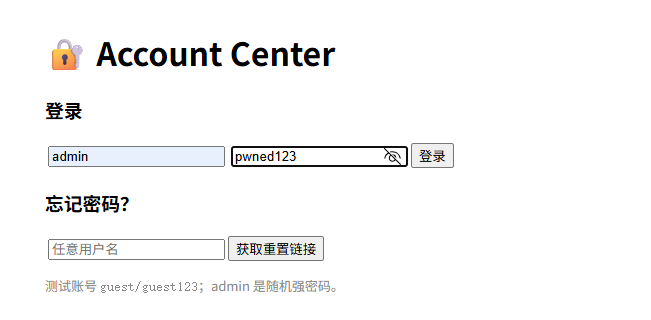 Account Center
登录
admin pwned123 登录
忘记密码？
任意用户名 获取重置链接
测试账号 guest/guest123；admin 是随机强密码。